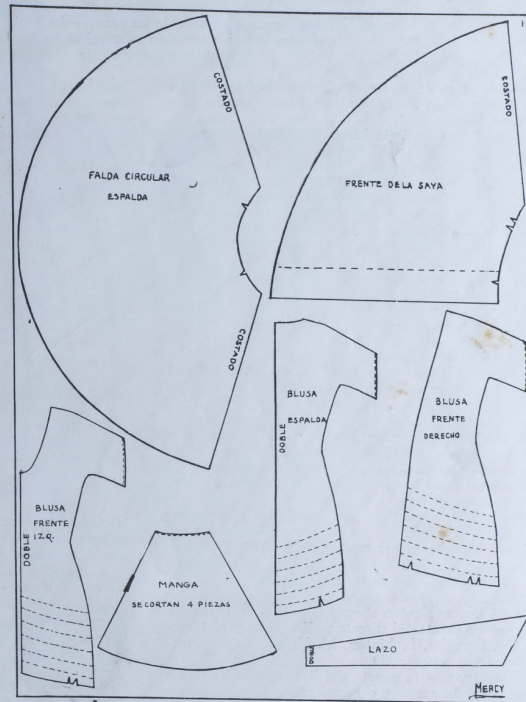 FALDA CIRCULAR
ESPALDA
COSTADO
COSTADO
FRENTE DE LA SAYA
COSTADO
BLUSA
ESPALDA
DOBLE
BLUSA
FRENTE
DERECHO
BLUSA
FRENTE
IZQ.
DOBLE
MANGA
SE CORTAN 4 PIEZAS
DOBLE
LAZO
MERCY